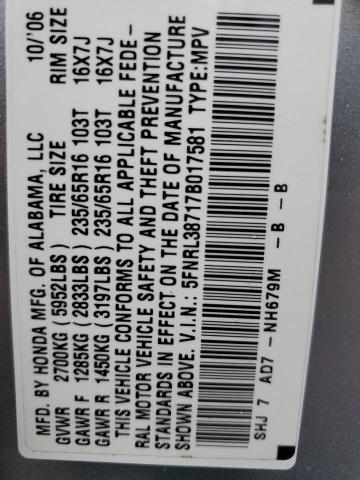 MFD. BY HONDA MFG. OF ALABAMA, LLC 10/'06
GVWR 2700KG (5952LBS) TIRE SIZE RIM SIZE
GAWR F 1285KG (2833LBS) 235/65R16 103T 16X7J
GAWR R 1450KG (3197LBS) 235/65R16 103T 16X7J
THIS VEHICLE CONFORMS TO ALL APPLICABLE FEDE-
RAL MOTOR VEHICLE SAFETY AND THEFT PREVENTION
STANDARDS IN EFFECT ON THE DATE OF MANUFACTURE
SHOWN ABOVE. V.I.N.: 5FNRL38717B017581 TYPE:MPV
SHJ 7 AD7 -NH679M - B - B